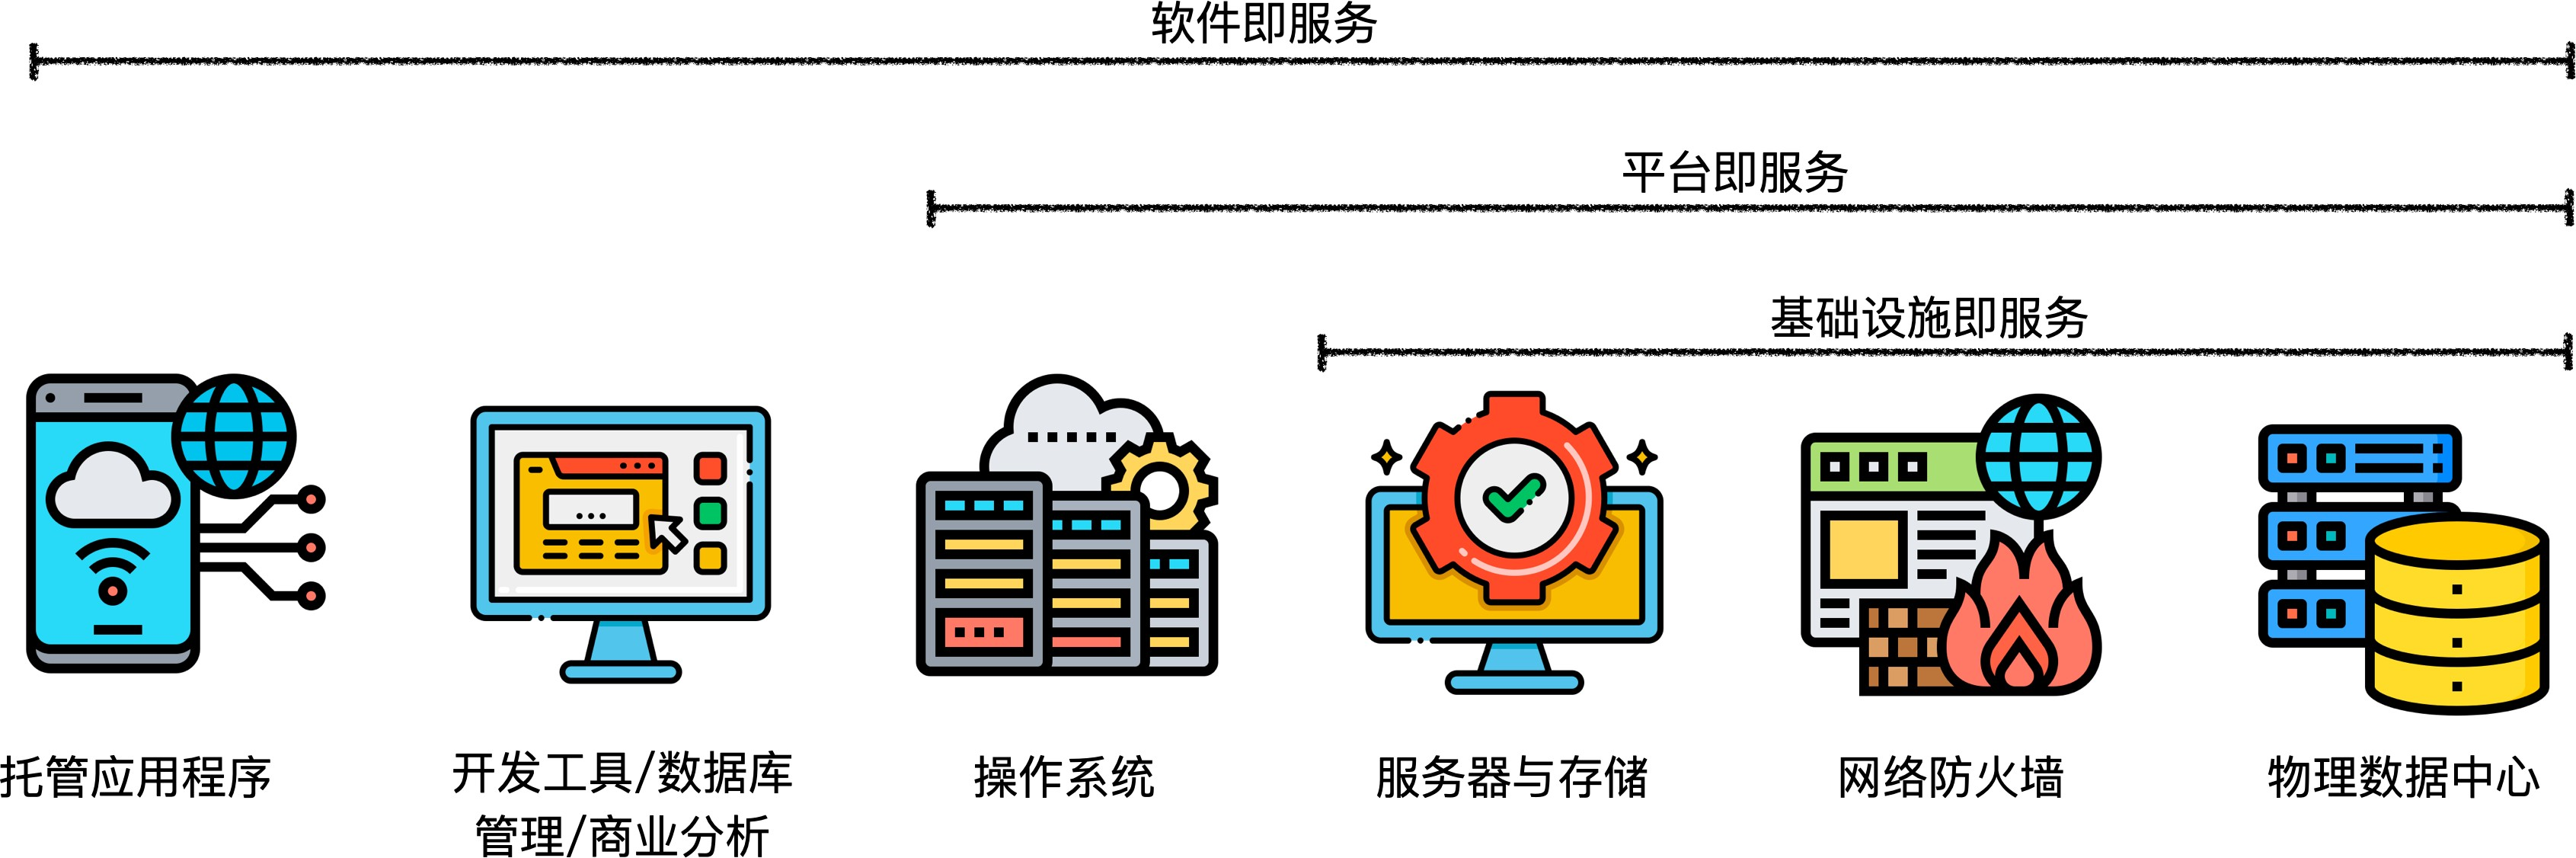 软件即服务
平台即服务
基础设施即服务
托管应用程序
开发工具/数据库
管理/商业分析
操作系统
服务器与存储
网络防火墙
物理数据中心